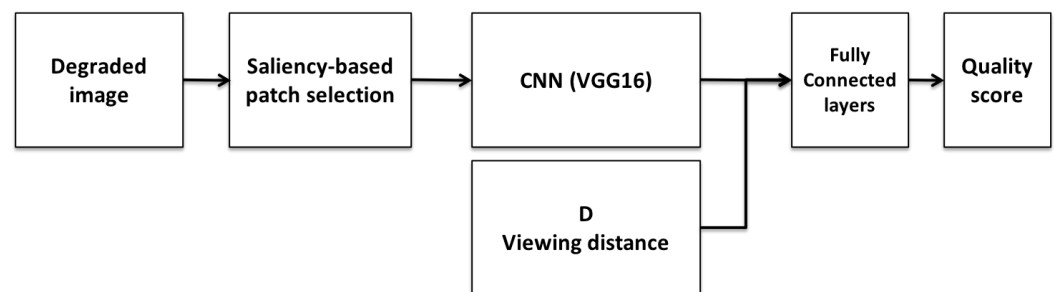 Degraded
image
Saliency-based
patch selection
CNN (VGG16)
D
Viewing distance
Fully
Connected
layers
Quality
score